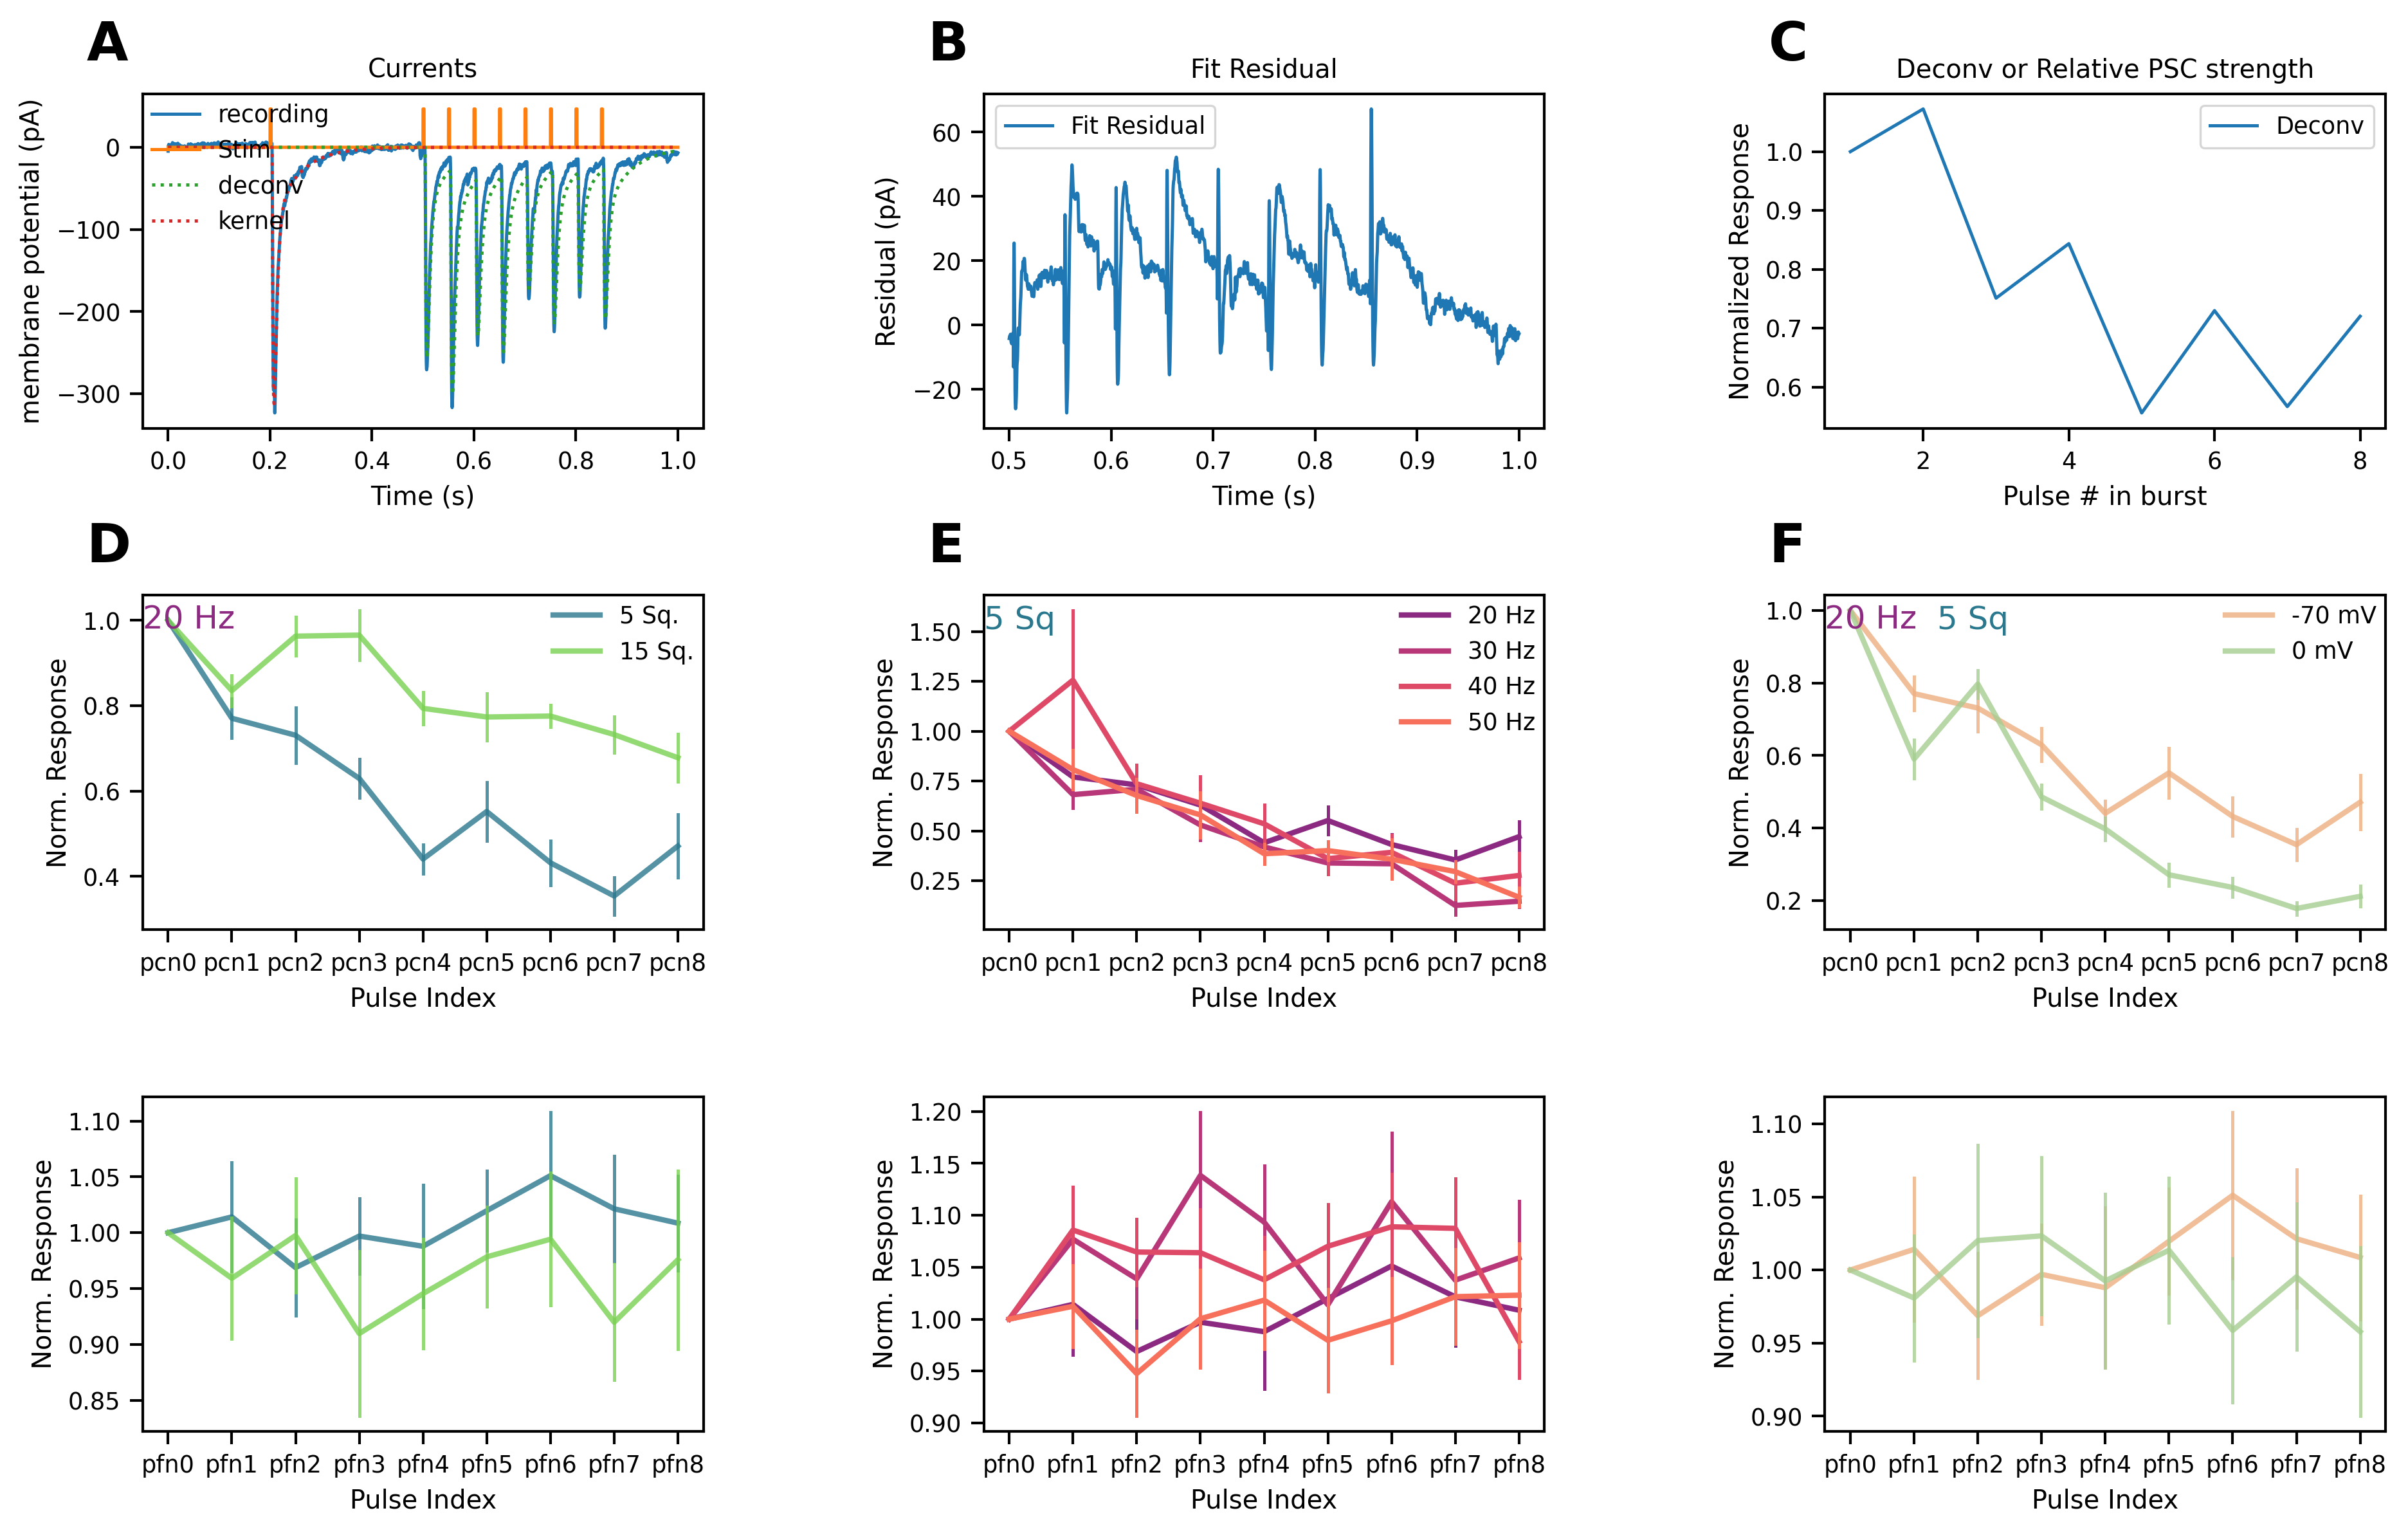 A
Currents
membrane potential (pA)
recording
Stim
deconv
kernel
0
−100
−200
−300
0.0 0.2 0.4 0.6 0.8 1.0
Time (s)
B
Fit Residual
Residual (pA)
Fit Residual
60
40
20
0
−20
0.5 0.6 0.7 0.8 0.9 1.0
Time (s)
C
Deconv or Relative PSC strength
Normalized Response
Deconv
1.0
0.9
0.8
0.7
0.6
2 4 6 8
Pulse # in burst
D
20 Hz
5 Sq.
15 Sq.
Norm. Response
1.0
0.8
0.6
0.4
pcn0 pcn1 pcn2 pcn3 pcn4 pcn5 pcn6 pcn7 pcn8
Pulse Index
E
5 Sq
20 Hz
30 Hz
40 Hz
50 Hz
Norm. Response
1.50
1.25
1.00
0.75
0.50
0.25
pcn0 pcn1 pcn2 pcn3 pcn4 pcn5 pcn6 pcn7 pcn8
Pulse Index
F
20 Hz 5 Sq
-70 mV
0 mV
Norm. Response
1.0
0.8
0.6
0.4
0.2
pcn0 pcn1 pcn2 pcn3 pcn4 pcn5 pcn6 pcn7 pcn8
Pulse Index
Norm. Response
1.10
1.05
1.00
0.95
0.90
0.85
pfn0 pfn1 pfn2 pfn3 pfn4 pfn5 pfn6 pfn7 pfn8
Pulse Index
Norm. Response
1.20
1.15
1.10
1.05
1.00
0.95
0.90
pfn0 pfn1 pfn2 pfn3 pfn4 pfn5 pfn6 pfn7 pfn8
Pulse Index
Norm. Response
1.10
1.05
1.00
0.95
0.90
pfn0 pfn1 pfn2 pfn3 pfn4 pfn5 pfn6 pfn7 pfn8
Pulse Index